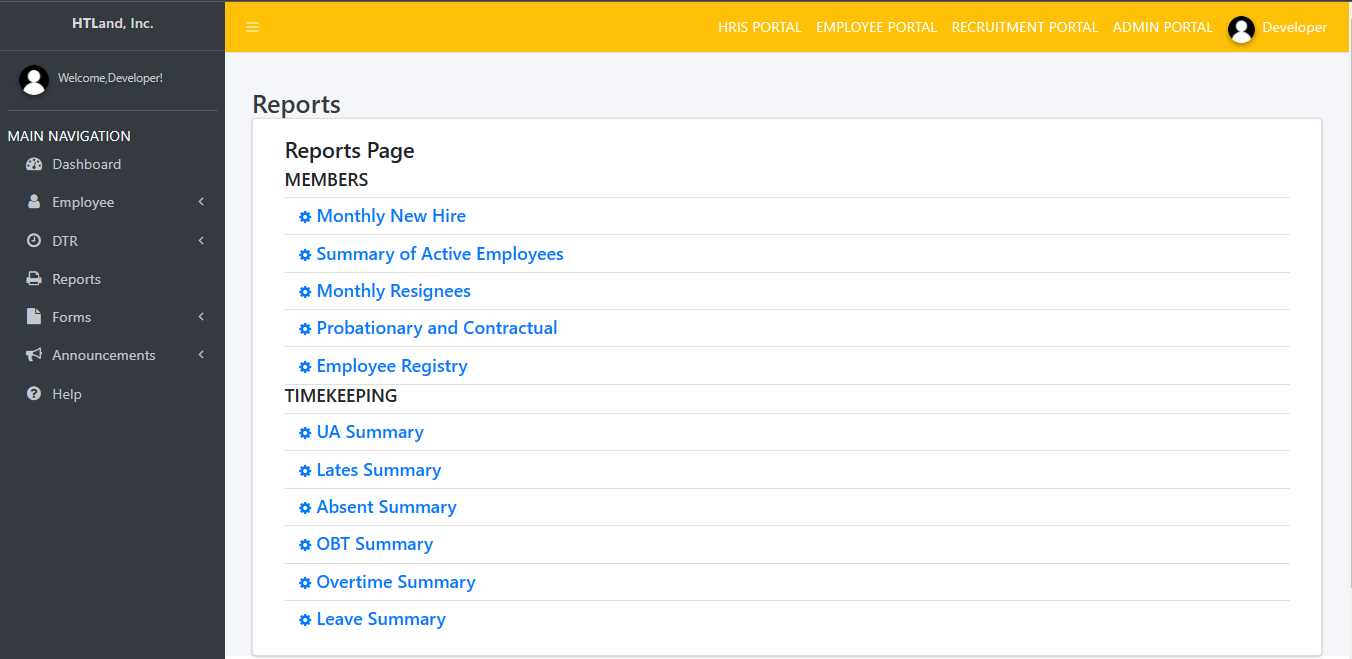 HTLand, Inc.
HRIS PORTAL EMPLOYEE PORTAL RECRUITMENT PORTAL ADMIN PORTAL Developer
Welcome,Developer!
MAIN NAVIGATION
Dashboard
Employee
DTR
Reports
Forms
Announcements
Help
Reports
Reports Page
MEMBERS
Monthly New Hire
Summary of Active Employees
Monthly Resignees
Probationary and Contractual
Employee Registry
TIMEKEEPING
UA Summary
Lates Summary
Absent Summary
OBT Summary
Overtime Summary
Leave Summary